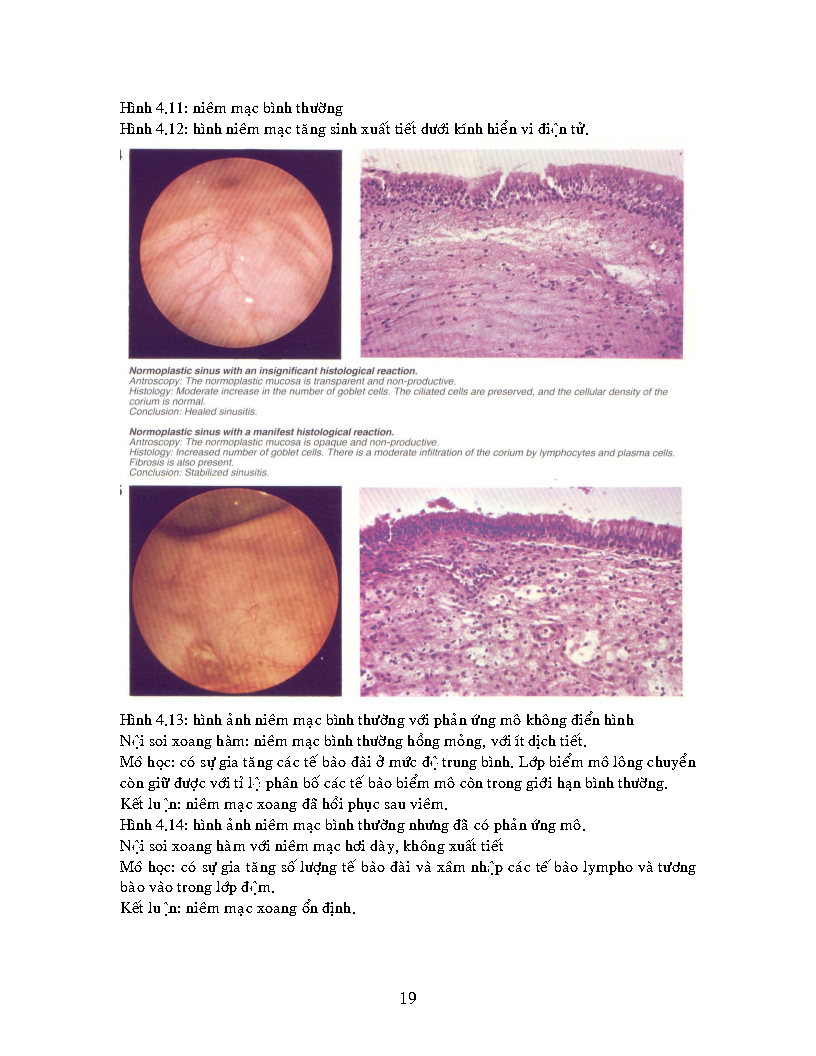 Hình 4.11: niêm mạc bình thường
Hình 4.12: hình niêm mạc tăng sinh xuất tiết dưới kính hiển vi điện tử.
Normoplastic sinus with an insignificant histological reaction.
Antroscopy: The normoplastic mucosa is transparent and non-productive.
Histology: Moderate increase in the number of goblet cells. The ciliated cells are preserved, and the cellular density of the
corium is normal.
Conclusion: Healed sinusitis.
Normoplastic sinus with a manifest histological reaction.
Antroscopy: The normoplastic mucosa is opaque and non-productive.
Histology: Increased number of goblet cells. There is a moderate infiltration of the corium by lymphocytes and plasma cells.
Fibrosis is also present.
Conclusion: Stabilized sinusitis.
Hình 4.13: hình ảnh niêm mạc bình thường với phản ứng mô không điển hình
Nội soi xoang hàm: niêm mạc bình thường hồng mỏng, với ít dịch tiết.
Mô học: có sự gia tăng các tế bào đài ở mức độ trung bình. Lớp biểm mô lông chuyển
còn giữ được với tỉ lệ phân bố các tế bào biểm mô còn trong giới hạn bình thường.
Kết luận: niêm mạc xoang đã hồi phục sau viêm.
Hình 4.14: hình ảnh niêm mạc bình thường nhưng đã có phản ứng mô.
Nội soi xoang hàm với niêm mạc hơi dày, không xuất tiết
Mô học: có sự gia tăng số lượng tế bào đài và xâm nhập các tế bào lympho và tương
bào vào trong lớp đệm.
Kết luận: niêm mạc xoang ổn định.
19